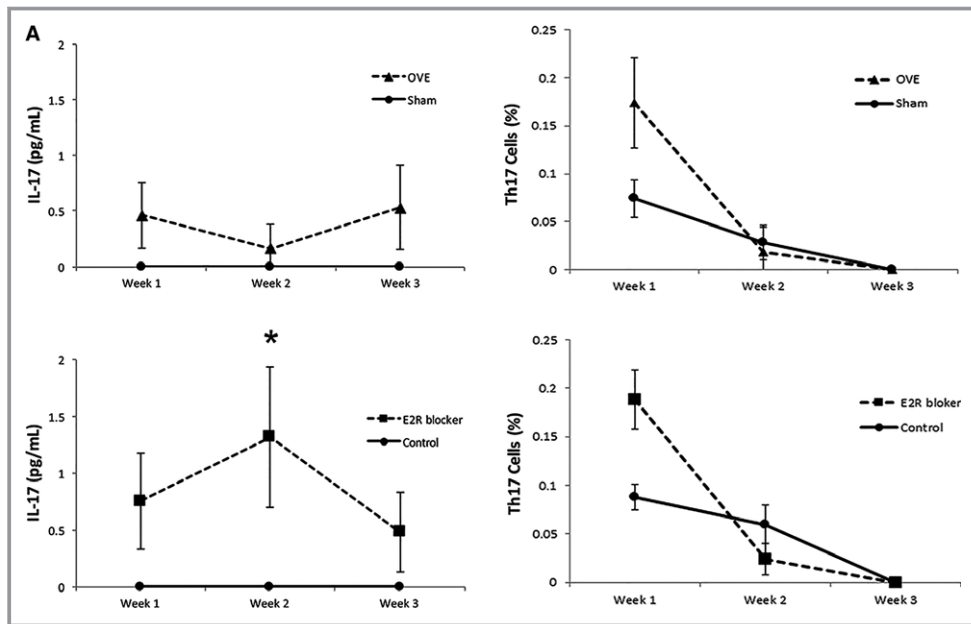 A
IL-17 (pg/mL)
2
1.5
1
0.5
0
OVE
Sham
Week 1 Week 2 Week 3
Th17 Cells (%)
0.25
0.2
0.15
0.1
0.05
0
OVE
Sham
Week 1 Week 2 Week 3
IL-17 (pg/mL)
2
1.5
1
0.5
0
*
E2R blocker
Control
Week 1 Week 2 Week 3
Th17 Cells (%)
0.25
0.2
0.15
0.1
0.05
0
E2R bloker
Control
Week 1 Week 2 Week 3